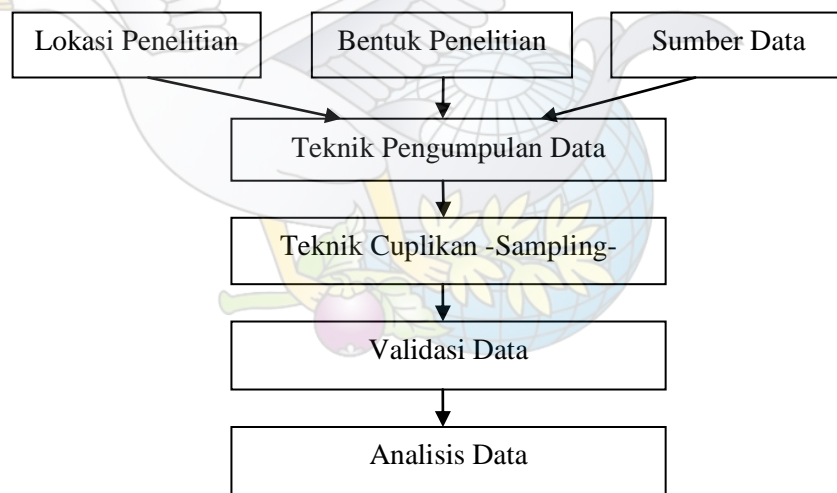 Lokasi Penelitian
Bentuk Penelitian
Sumber Data
Teknik Pengumpulan Data
Teknik Cuplikan -Sampling-
Validasi Data
Analisis Data